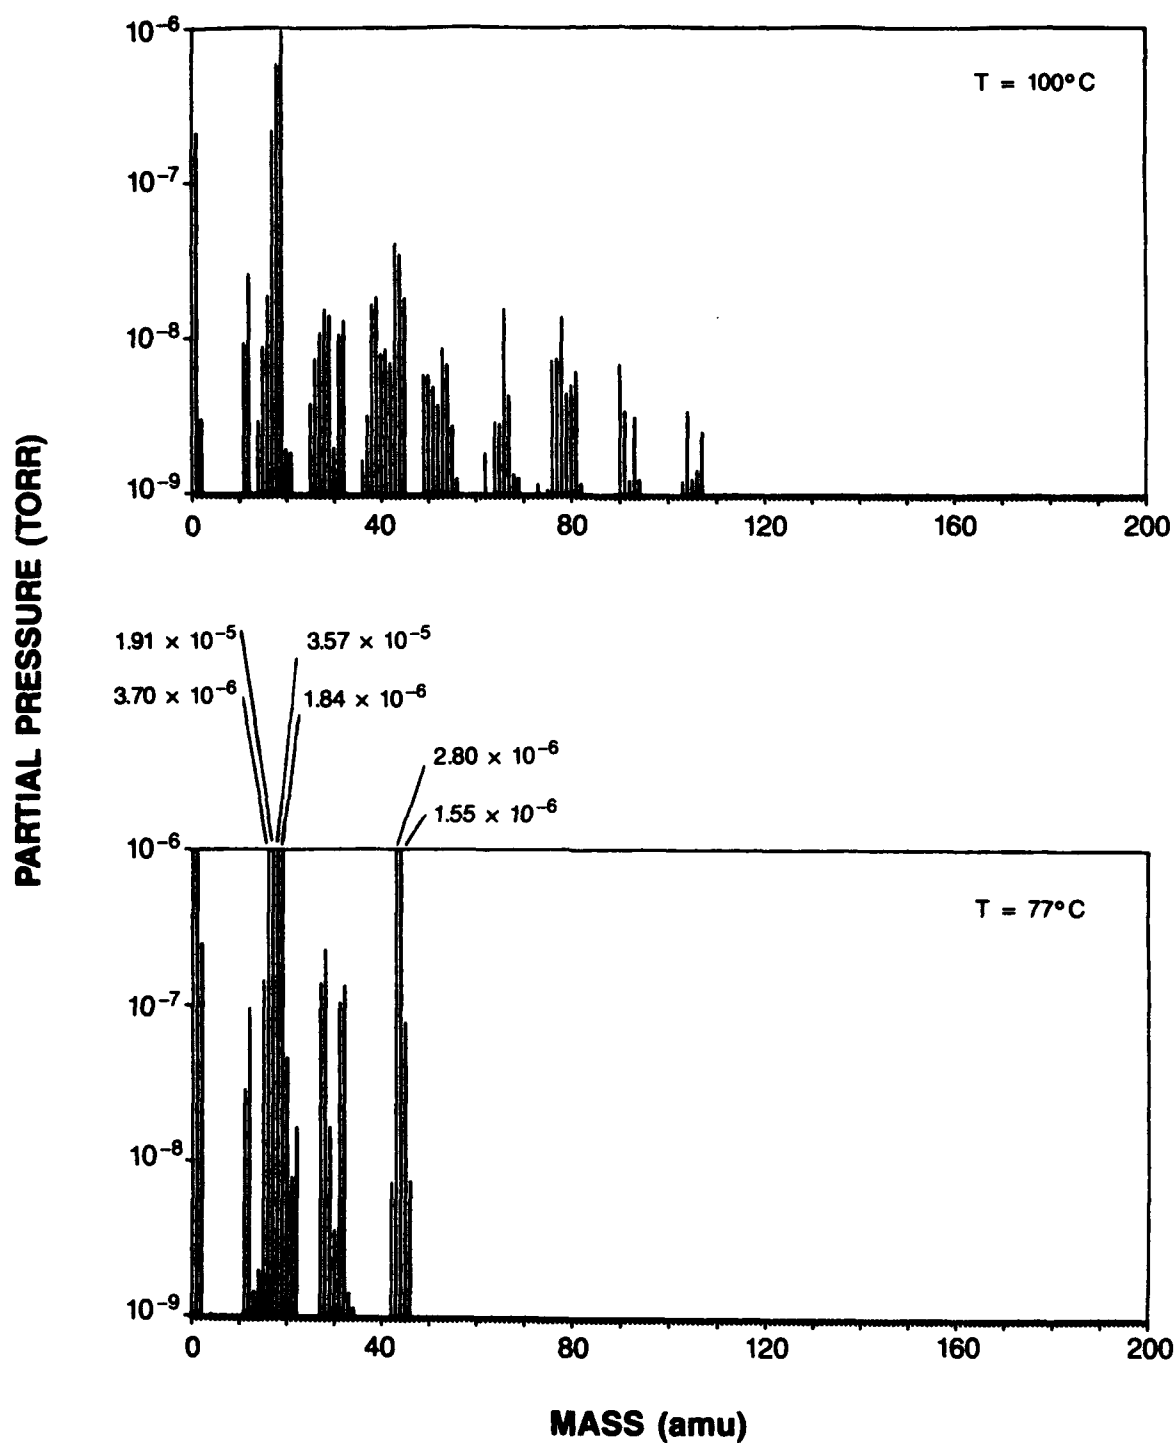 PARTIAL PRESSURE (TORR)
10⁻⁶
T = 100°C
10⁻⁷
10⁻⁸
10⁻⁹
0 40 80 120 160 200
1.91 × 10⁻⁵ 3.57 × 10⁻⁵
3.70 × 10⁻⁶ 1.84 × 10⁻⁶
2.80 × 10⁻⁶
1.55 × 10⁻⁶
10⁻⁶
T = 77°C
10⁻⁷
10⁻⁸
10⁻⁹
0 40 80 120 160 200
MASS (amu)